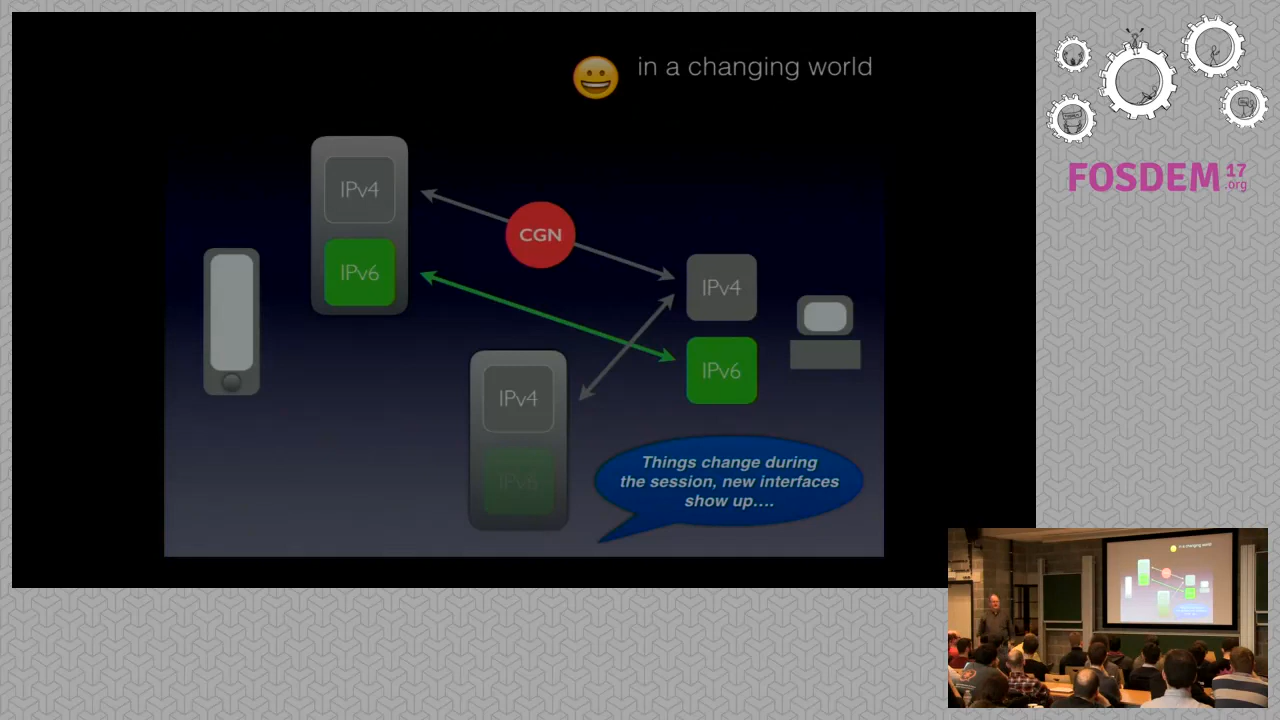 in a changing world
IPv4
IPv6
CGN
IPv4
IPv6
IPv4
IPv6
Things change during
the session, new interfaces
show up....
FOSDEM 17
.org